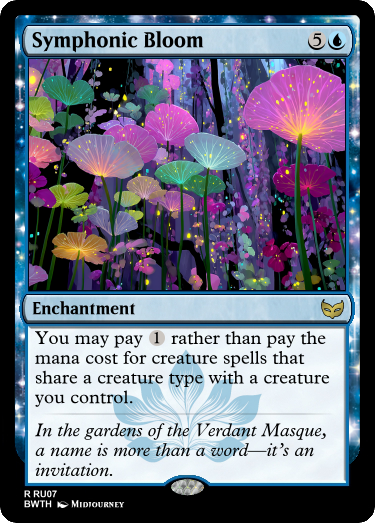 Symphonic Bloom 5
Enchantment
You may pay 1 rather than pay the
mana cost for creature spells that
share a creature type with a creature
you control.
In the gardens of the Verdant Masque,
a name is more than a word—it's an
invitation.
R RU07
BWTH Midjourney